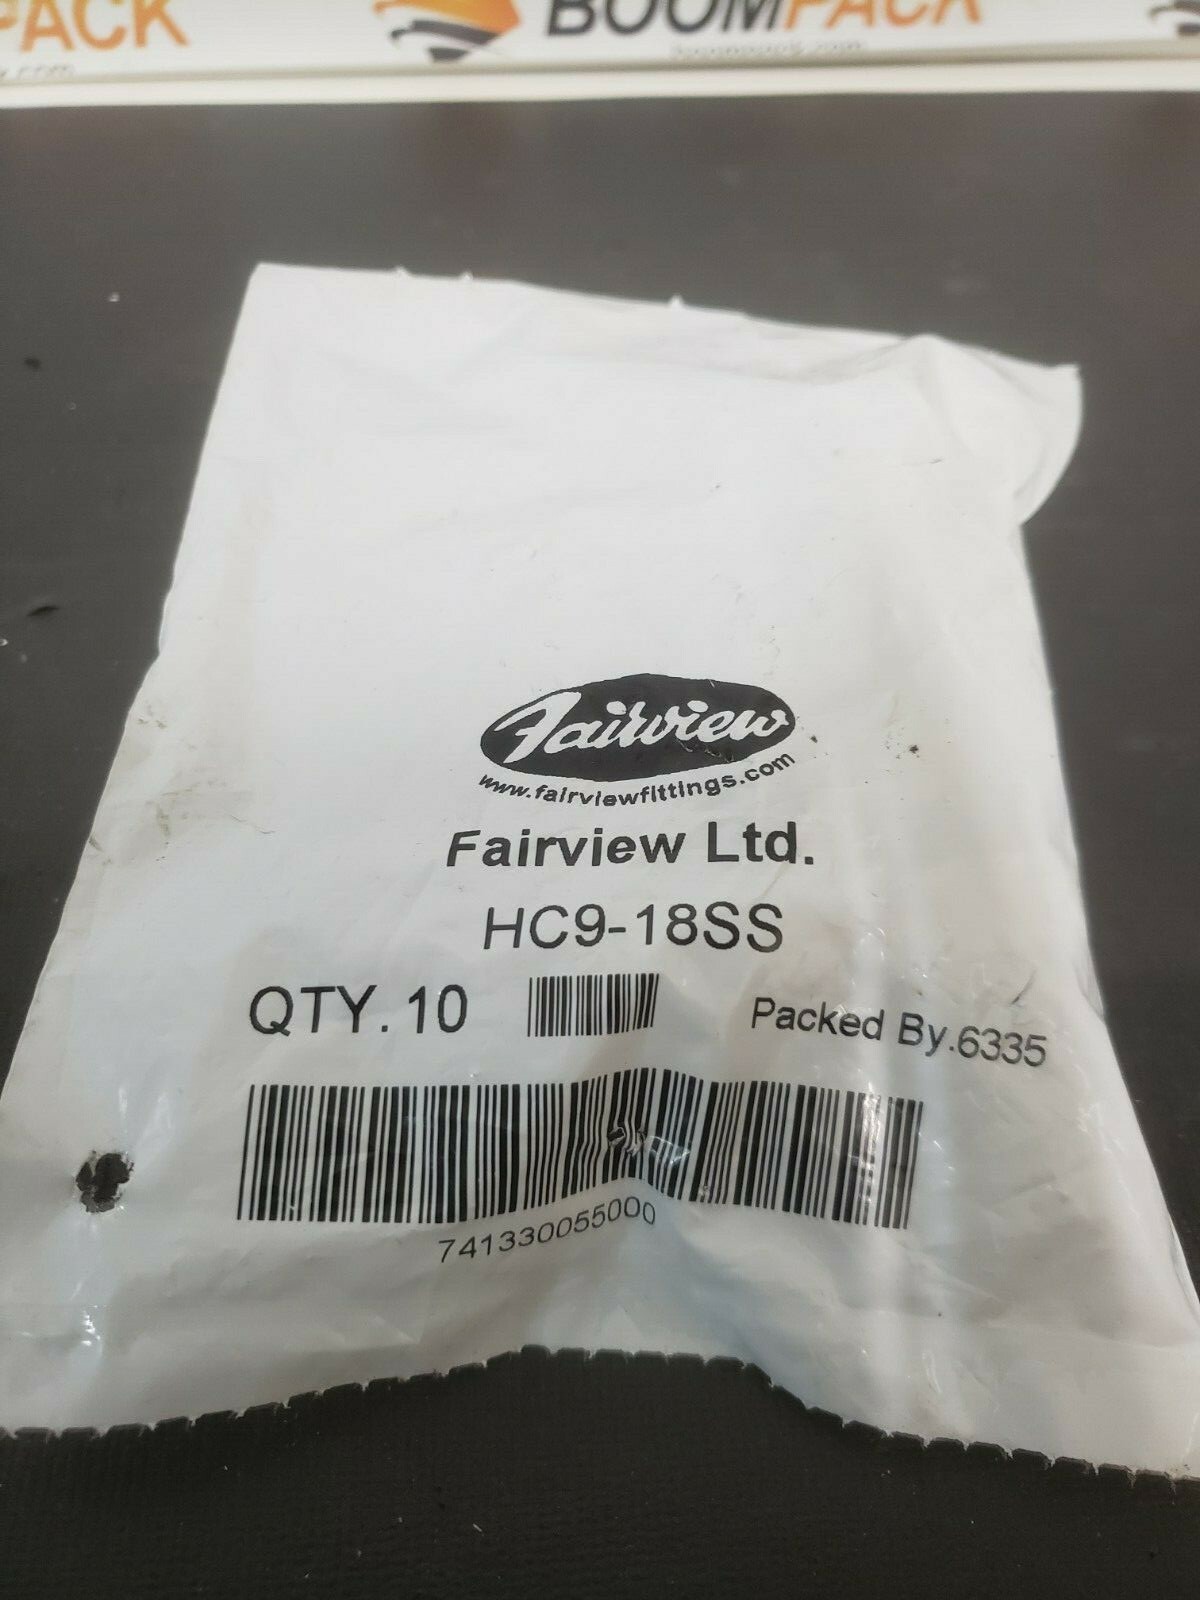 PACK
BOOMPACK
Fairview
www.fairviewfittings.com
Fairview Ltd.
HC9-18SS
QTY.10
Packed By.6335
741330055000